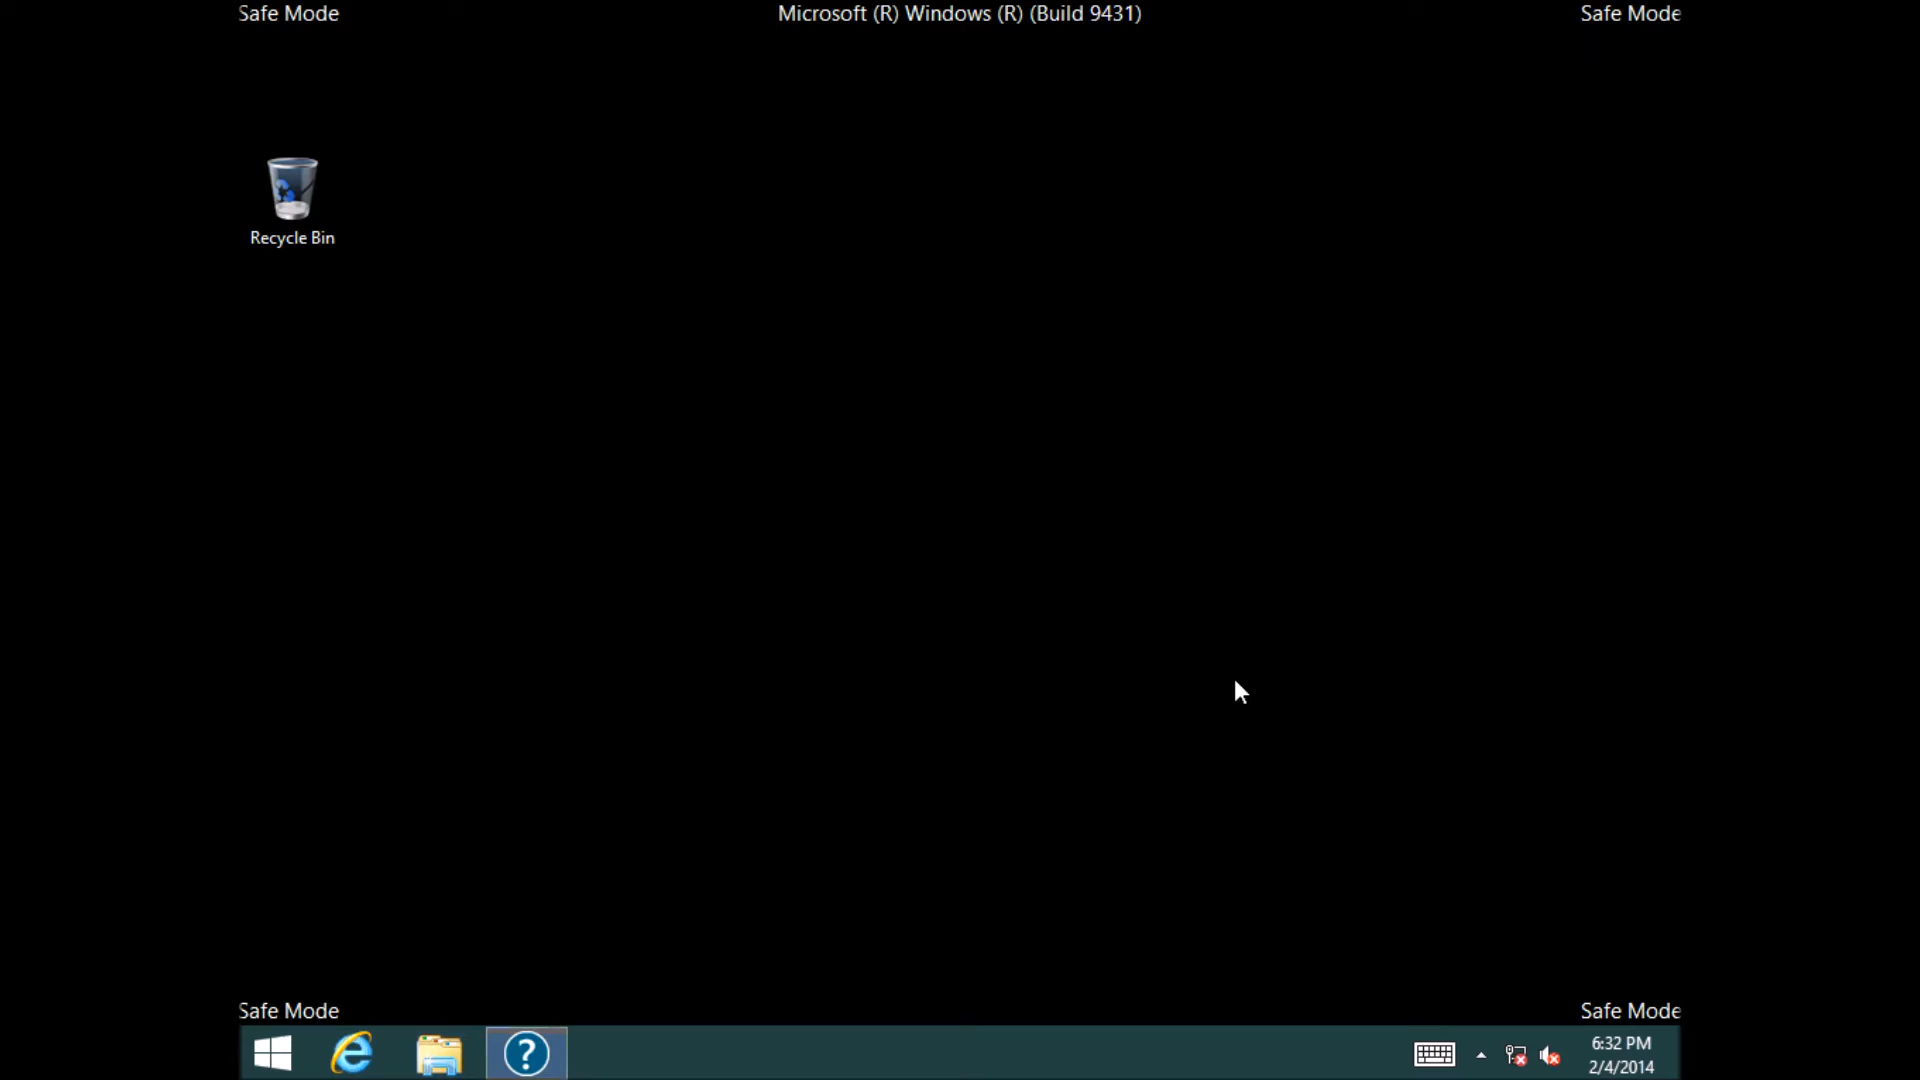 Safe Mode
Microsoft (R) Windows (R) (Build 9431)
Safe Mode
Recycle Bin
Safe Mode
Safe Mode
6:32 PM
2/4/2014